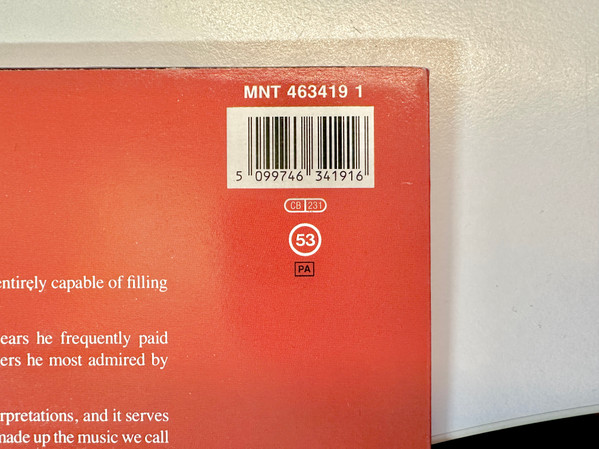 MNT 463419 1
5 099746 341916
CB 231
53
PA
entirely capable of filling
ears he frequently paid
ers he most admired by
rpretations, and it serves
made up the music we call